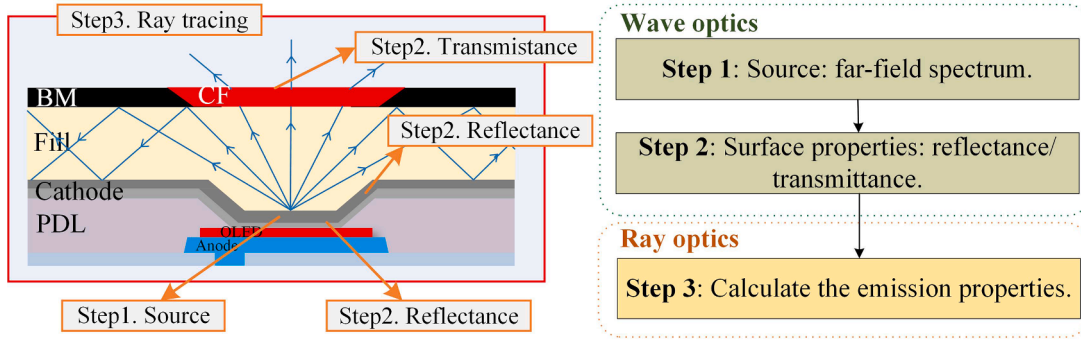 Step3. Ray tracing
Step2. Transmistance
BM
CF
Fill
Step2. Reflectance
Cathode
PDL
OLED
Anode
Step1. Source
Step2. Reflectance
Wave optics
Step 1: Source: far-field spectrum.
Step 2: Surface properties: reflectance/
transmittance.
Ray optics
Step 3: Calculate the emission properties.